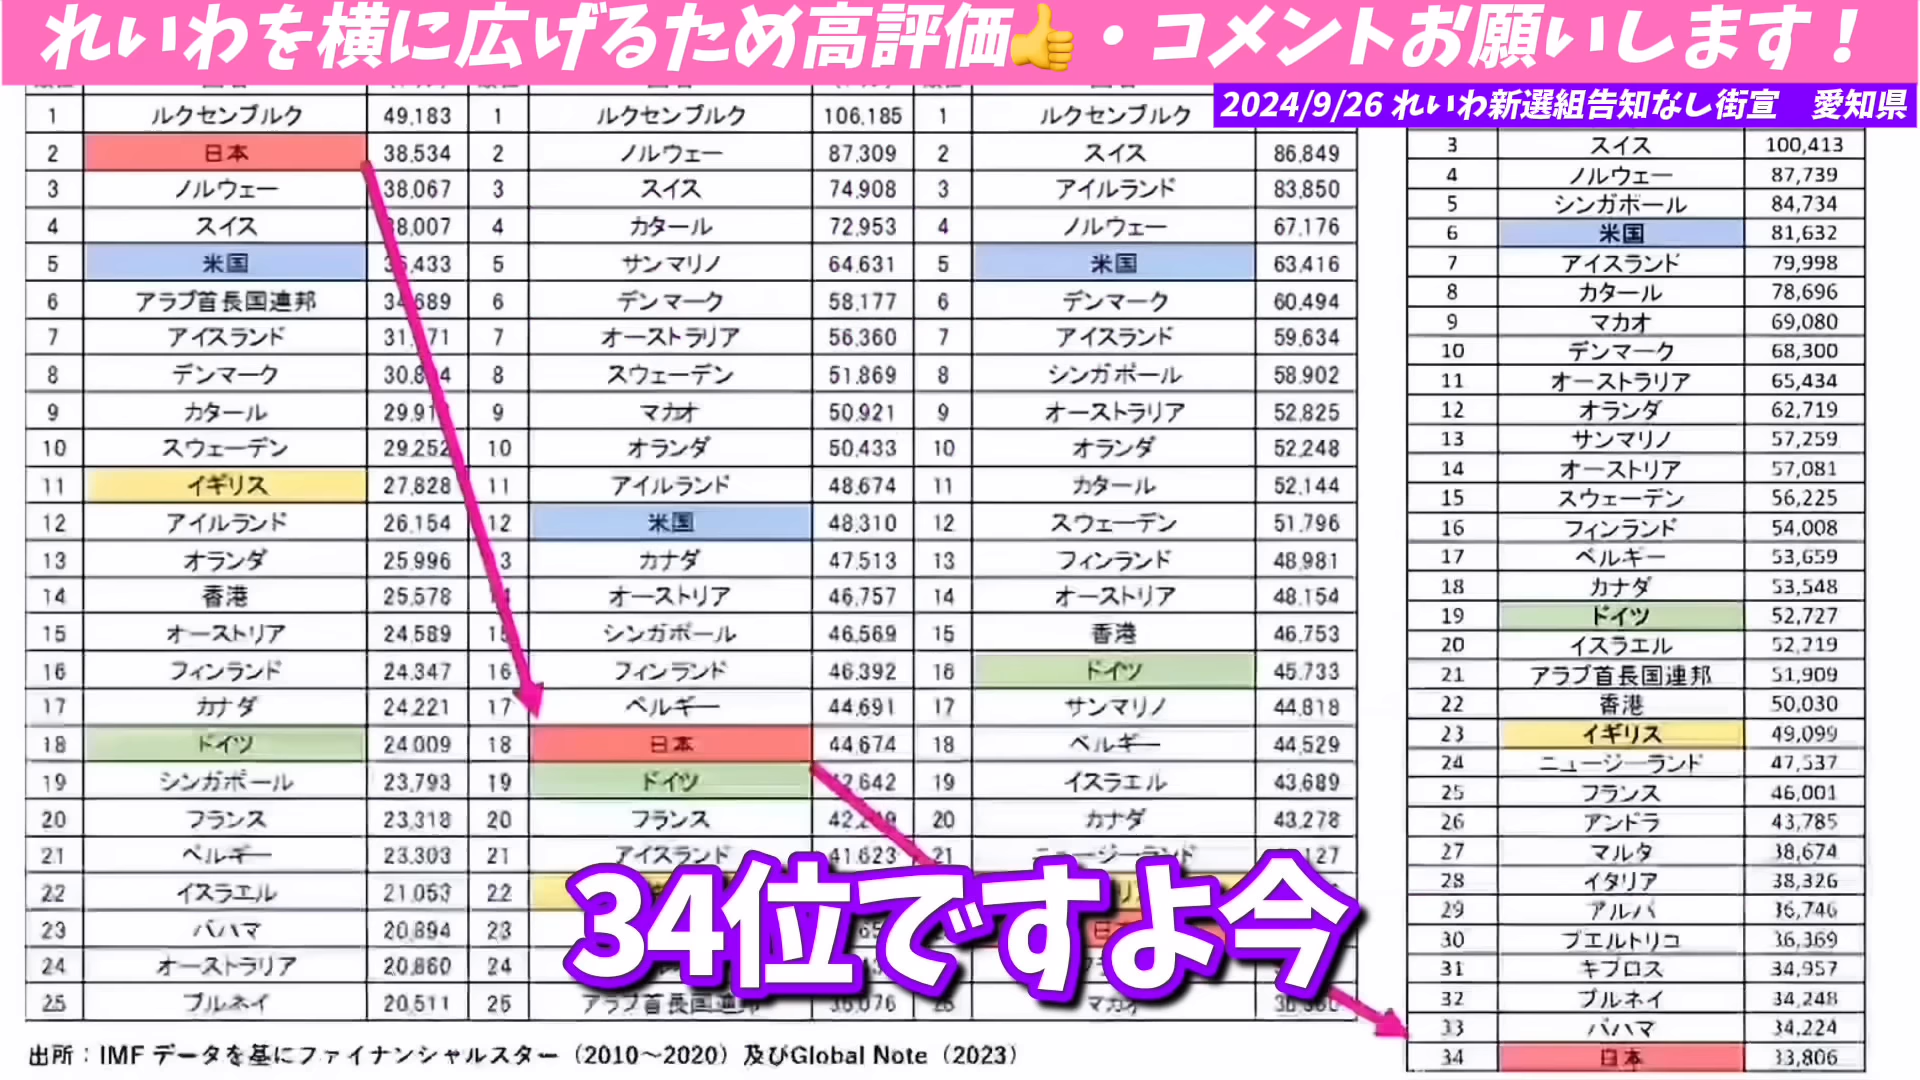 れいわを横に広げるため高評価👍・コメントお願いします！
2024/9/26 れいわ新選組告知なし街宣　愛知県
1 ルクセンブルク 49,183
2 日本 38,534
3 ノルウェー 38,067
4 スイス 38,007
5 米国 433
6 アラブ首長国連邦 34,689
7 アイスランド
8 デンマーク
9 カタール
10 スウェーデン 29,252
11 イギリス 27,828
12 アイルランド 26,154
13 オランダ 25,996
14 香港 25,578
15 オーストリア 24,589
16 フィンランド 24,347
17 カナダ 24,221
18 ドイツ 24,009
19 シンガポール 23,793
20 フランス 23,318
21 ベルギー 23,303
22 イスラエル 21,053
23 バハマ 20,894
24 オーストラリア 20,860
25 ブルネイ 20,511
1 ルクセンブルク 106,185
2 ノルウェー 87,309
3 スイス 74,908
4 カタール 72,953
5 サンマリノ 64,631
6 デンマーク 58,177
7 オーストラリア 56,360
8 スウェーデン 51,869
9 マカオ 50,921
10 オランダ 50,433
11 アイルランド 48,674
12 米国 48,310
13 カナダ 47,513
14 オーストリア 46,757
15 シンガポール 46,569
16 フィンランド 46,392
17 ベルギー 44,691
18 日本 44,674
19 ドイツ 42,642
20 フランス
21 アイスランド 41,623
22
23
24
25 アラブ首長国連邦 36,076
1 ルクセンブルク
2 スイス 86,849
3 アイルランド 83,850
4 ノルウェー 67,176
5 米国 63,416
6 デンマーク 60,494
7 アイスランド 59,634
8 シンガポール 58,902
9 オーストラリア 52,825
10 オランダ 52,248
11 カタール 52,144
12 スウェーデン 51,796
13 フィンランド 48,981
14 オーストリア 48,154
15 香港 46,753
16 ドイツ 45,733
17 サンマリノ 44,818
18 ベルギー 44,529
19 イスラエル 43,689
20 カナダ 43,278
21 ニュージーランド 127
マカオ
3 スイス 100,413
4 ノルウェー 87,739
5 シンガポール 84,734
6 米国 81,632
7 アイスランド 79,998
8 カタール 78,696
9 マカオ 69,080
10 デンマーク 68,300
11 オーストラリア 65,434
12 オランダ 62,719
13 サンマリノ 57,259
14 オーストリア 57,081
15 スウェーデン 56,225
16 フィンランド 54,008
17 ベルギー 53,659
18 カナダ 53,548
19 ドイツ 52,727
20 イスラエル 52,219
21 アラブ首長国連邦 51,909
22 香港 50,030
23 イギリス 49,099
24 ニュージーランド 47,537
25 フランス 46,001
26 アンドラ 43,785
27 マルタ 38,674
28 イタリア 38,326
29 アルバ 36,746
30 プエルトリコ 36,369
31 キプロス 34,957
32 ブルネイ 34,248
33 バハマ 34,224
34 日本 33,806
34位ですよ今
出所：IMF データを基にファイナンシャルスター（2010～2020）及びGlobal Note（2023）